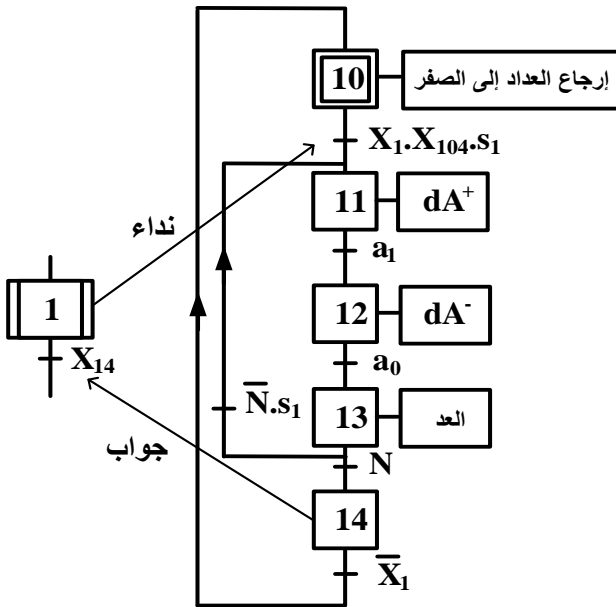 10
إرجاع العداد إلى الصفر
X₁.X₁₀₄.s₁
11
dA⁺
نداء
a₁
1
12
dA⁻
X₁₄
a₀
N̅.s₁
13
العد
جواب
N
14
X̅₁